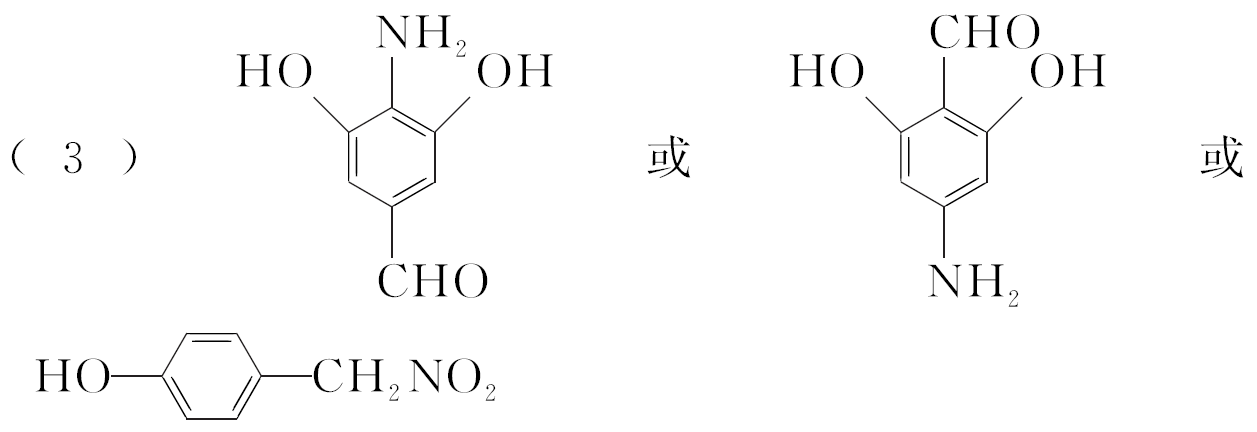 NH₂ CHO
HO OH HO OH
( 3 ) 或 或
CHO NH₂
HO CH₂NO₂